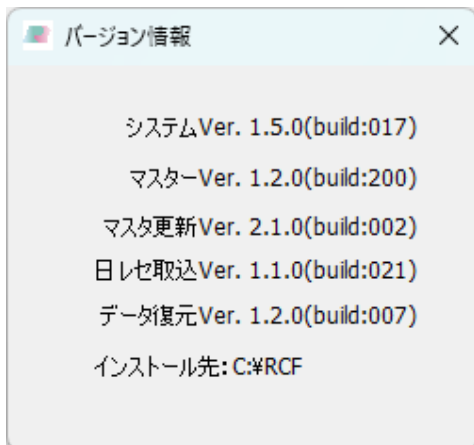 バージョン情報
システムVer. 1.5.0(build:017)
マスターVer. 1.2.0(build:200)
マスタ更新Ver. 2.1.0(build:002)
日レセ取込Ver. 1.1.0(build:021)
データ復元Ver. 1.2.0(build:007)
インストール先: C:¥RCF